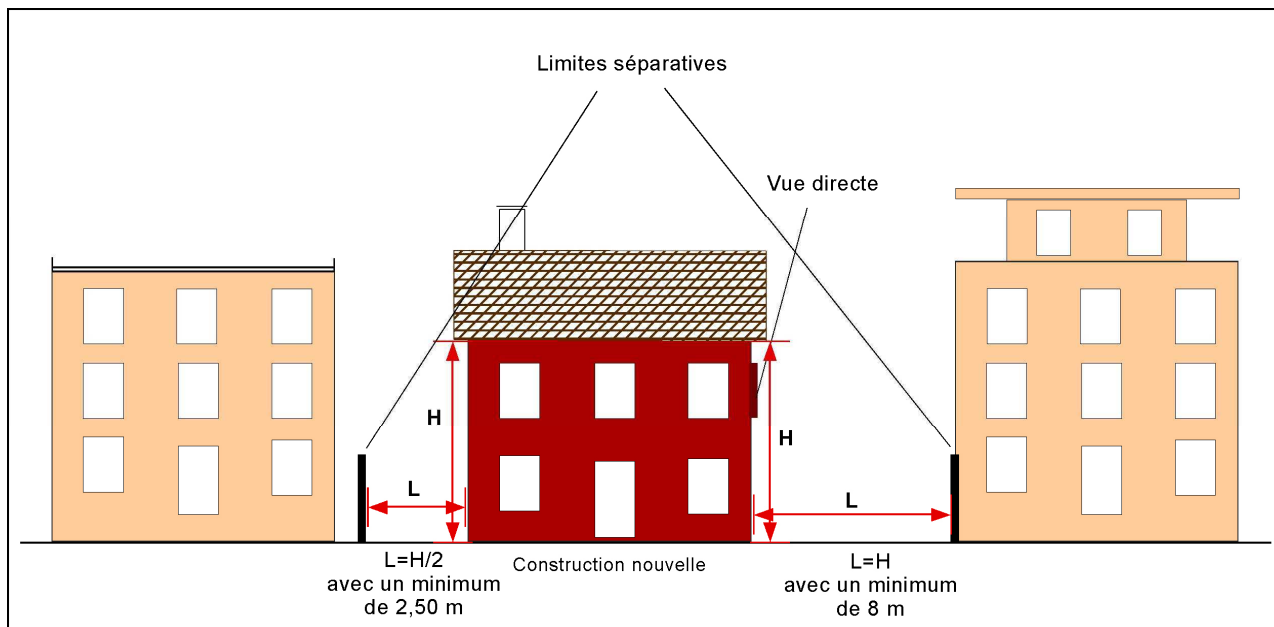 Limites séparatives
Vue directe
H
H
L
L
L=H/2
avec un minimum
de 2,50 m
Construction nouvelle
L=H
avec un minimum
de 8 m